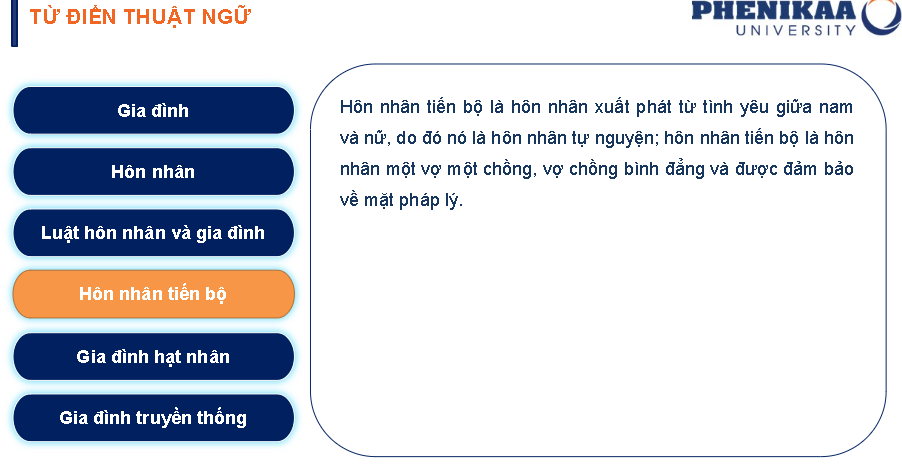 TỪ ĐIỂN THUẬT NGỮ
PHENIKAA
UNIVERSITY
Gia đình
Hôn nhân
Luật hôn nhân và gia đình
Hôn nhân tiến bộ
Gia đình hạt nhân
Gia đình truyền thống
Hôn nhân tiến bộ là hôn nhân xuất phát từ tình yêu giữa nam
và nữ, do đó nó là hôn nhân tự nguyện; hôn nhân tiến bộ là hôn
nhân một vợ một chồng, vợ chồng bình đẳng và được đảm bảo
về mặt pháp lý.